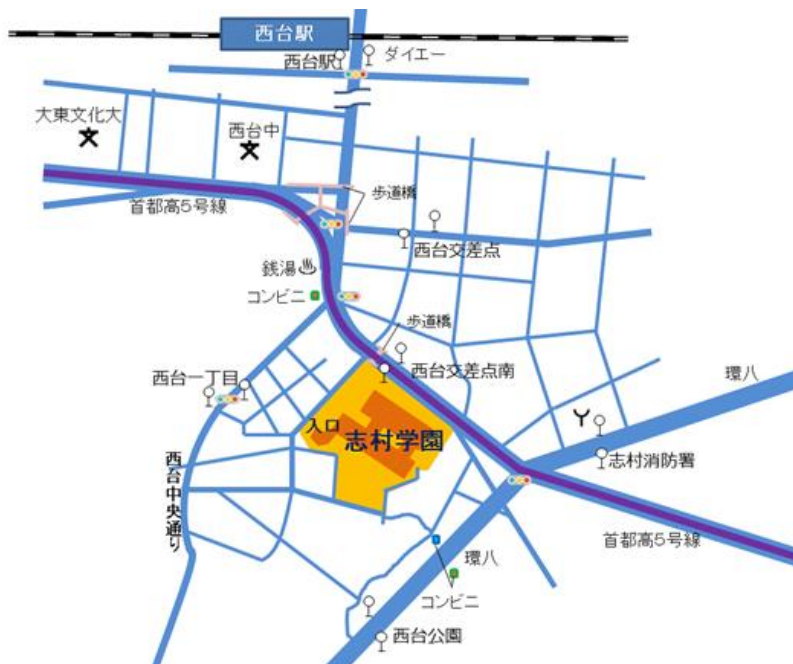 西台駅
西台駅
ダイエー
大東文化大
西台中
歩道橋
首都高5号線
西台交差点
銭湯
コンビニ
歩道橋
西台一丁目
西台交差点南
環八
入口
志村学園
志村消防署
西台中央通り
首都高5号線
環八
コンビニ
西台公園